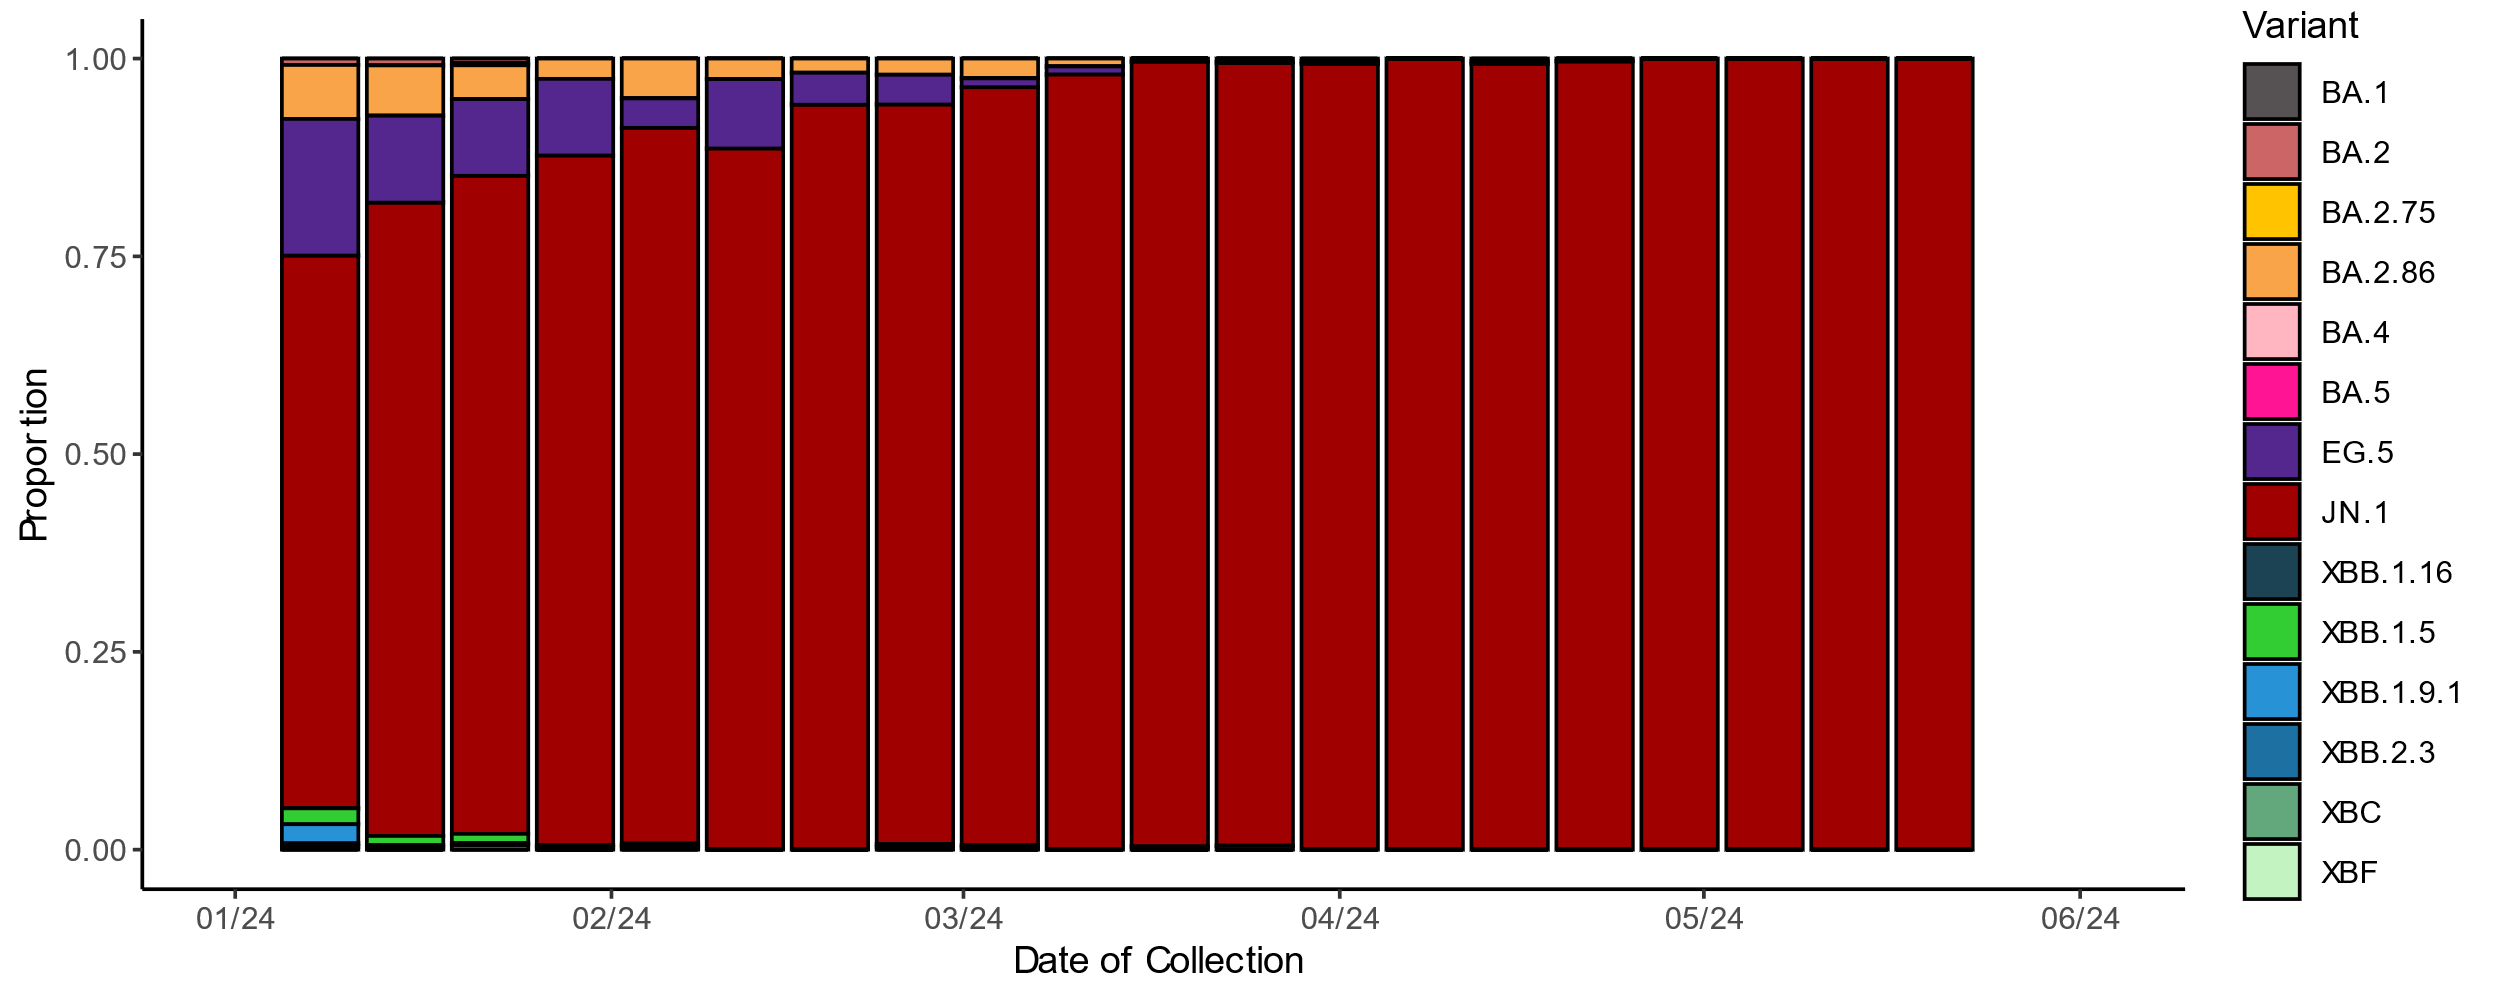 Variant
1.00
0.75
0.50
0.25
0.00
Proportion
01/24
02/24
03/24
04/24
05/24
06/24
Date of Collection
BA.1
BA.2
BA.2.75
BA.2.86
BA.4
BA.5
EG.5
JN.1
XBB.1.16
XBB.1.5
XBB.1.9.1
XBB.2.3
XBC
XBF